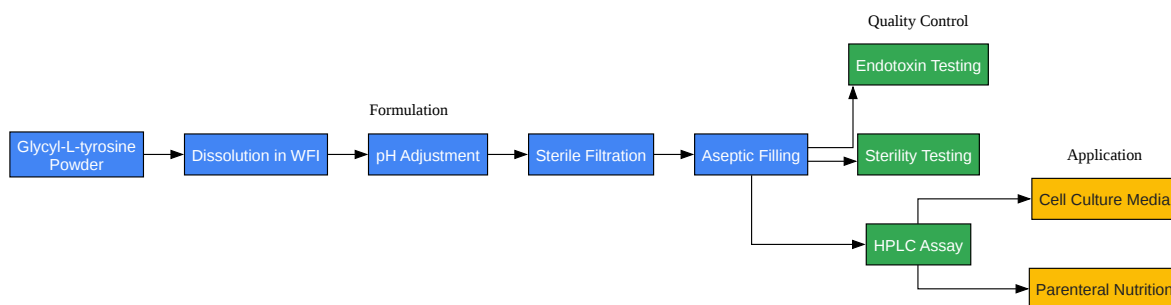 Quality Control
Endotoxin Testing
Formulation
Glycyl-L-tyrosine
Powder
Dissolution in WFI
pH Adjustment
Sterile Filtration
Aseptic Filling
Sterility Testing
Application
Cell Culture Media
HPLC Assay
Parenteral Nutrition